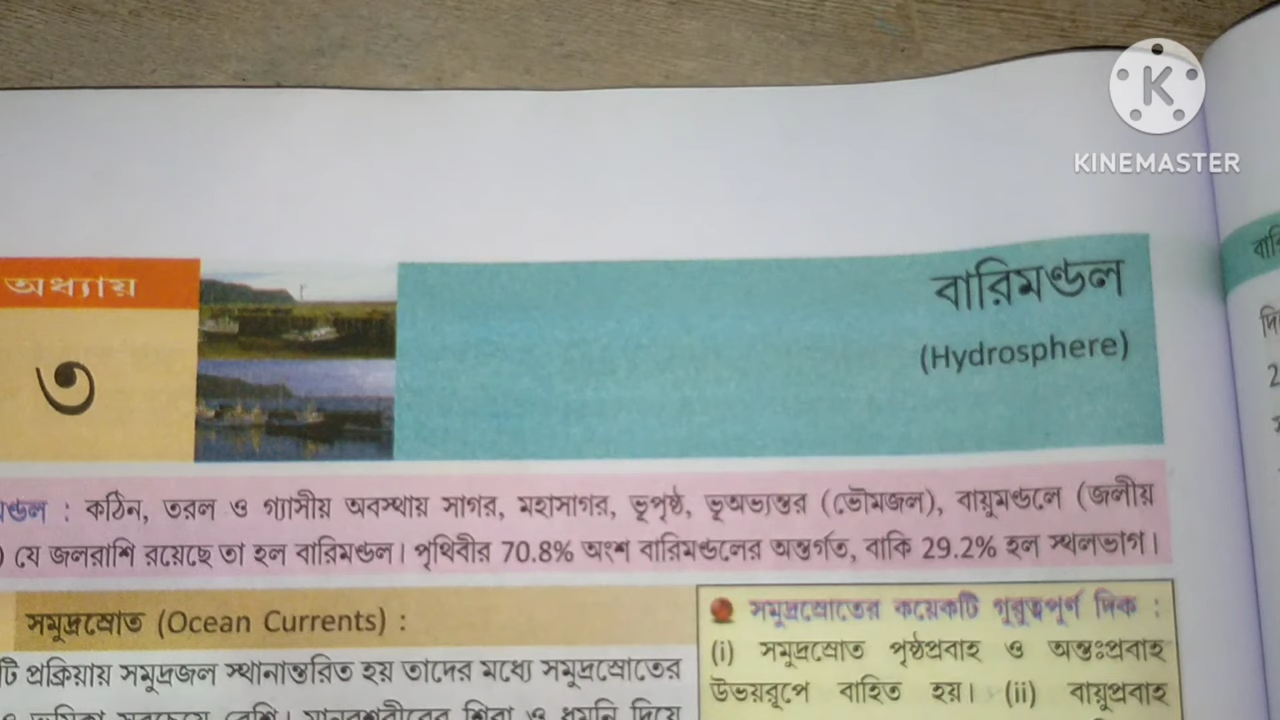 KINEMASTER
অধ্যায়
৩
বারিমণ্ডল
(Hydrosphere)
: কঠিন, তরল ও গ্যাসীয় অবস্থায় সাগর, মহাসাগর, ভূপৃষ্ঠ, ভূঅভ্যন্তর (ভৌমজল), বায়ুমণ্ডলে (জলীয়
) যে জলরাশি রয়েছে তা হল বারিমণ্ডল। পৃথিবীর 70.8% অংশ বারিমণ্ডলের অন্তর্গত, বাকি 29.2% হল স্থলভাগ।
সমুদ্রস্রোত (Ocean Currents) :
টি প্রক্রিয়ায় সমুদ্রজল স্থানান্তরিত হয় তাদের মধ্যে সমুদ্রস্রোতের
সবচেয়ে বেশি। মানবশরীরের শিরা ও ধমনি দিয়ে
সমুদ্রস্রোতের কয়েকটি গুরুত্বপূর্ণ দিক :
(i) সমুদ্রস্রোত পৃষ্ঠপ্রবাহ ও অন্তঃপ্রবাহ
উভয়রূপে বাহিত হয়। (ii) বায়ুপ্রবাহ